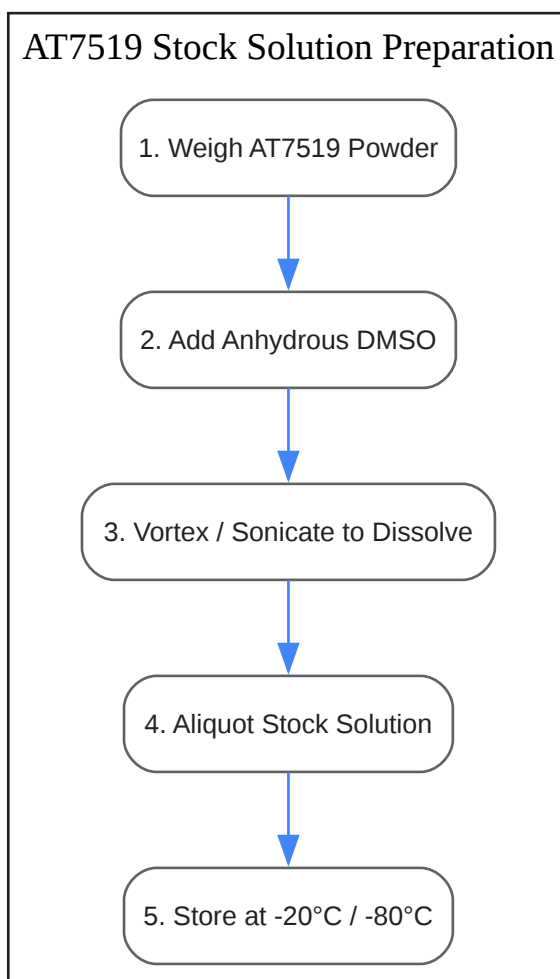 AT7519 Stock Solution Preparation
1. Weigh AT7519 Powder
2. Add Anhydrous DMSO
3. Vortex / Sonicate to Dissolve
4. Aliquot Stock Solution
5. Store at -20°C / -80°C